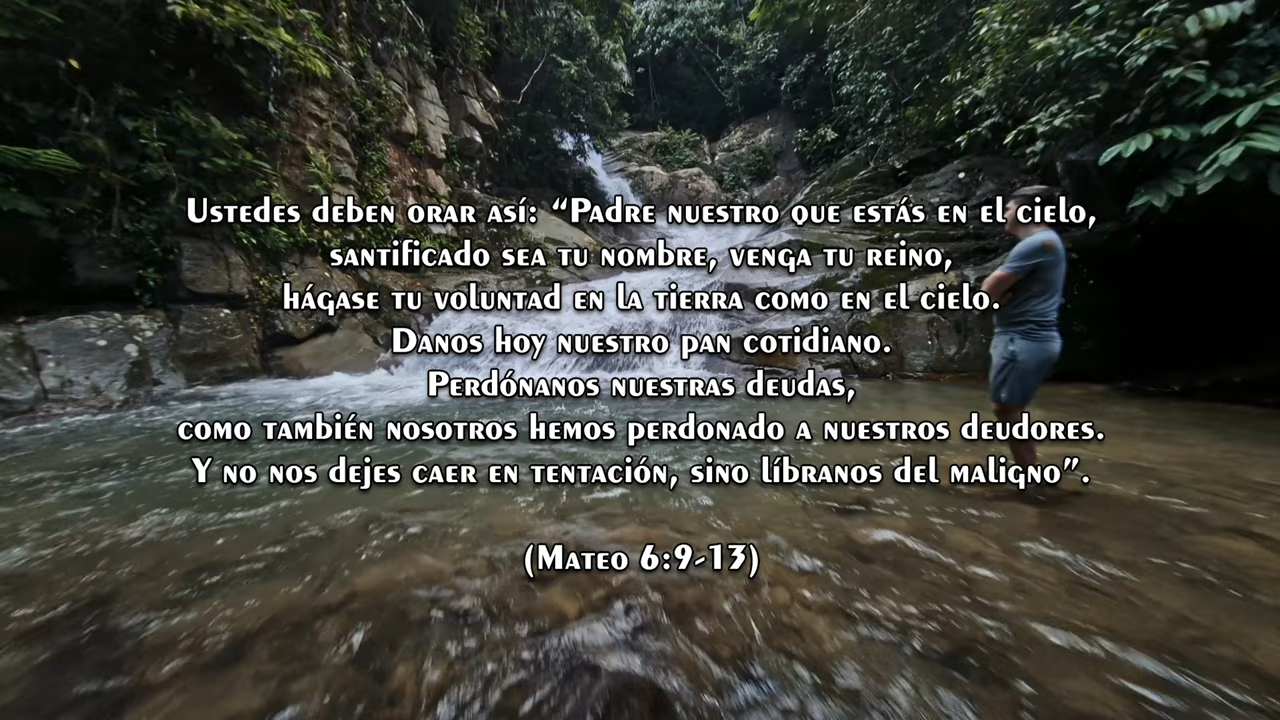 Ustedes deben orar así: “Padre nuestro que estás en el cielo,
santificado sea tu nombre, venga tu reino,
hágase tu voluntad en la tierra como en el cielo.
Danos hoy nuestro pan cotidiano.
Perdónanos nuestras deudas,
como también nosotros hemos perdonado a nuestros deudores.
Y no nos dejes caer en tentación, sino líbranos del maligno”.
(Mateo 6:9-13)